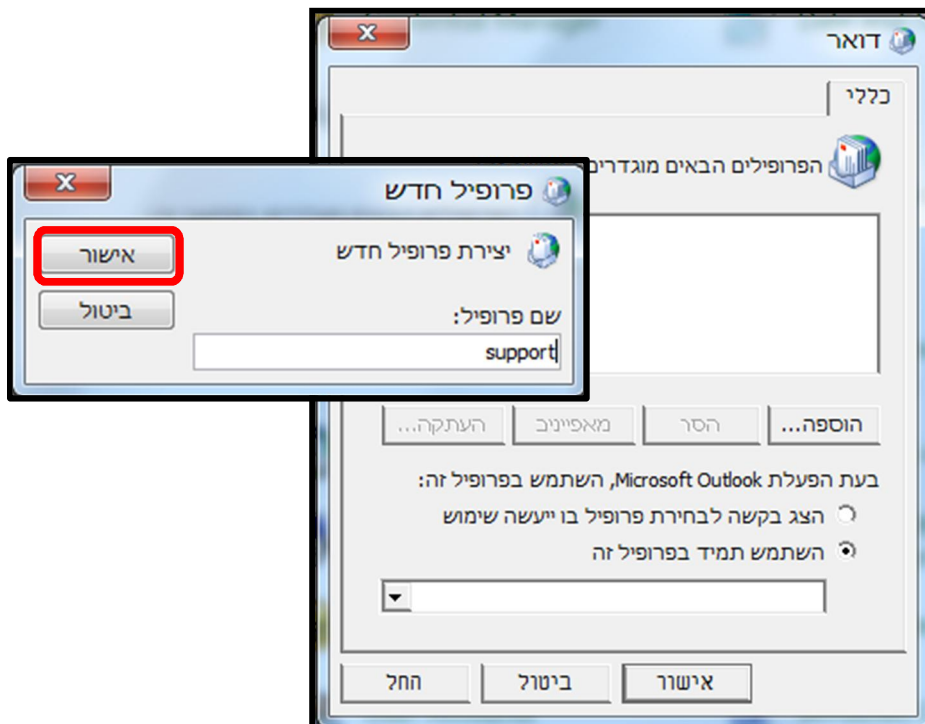 דואר
כללי
הפרופילים הבאים מוגדרים
הוספה...
הסר
מאפיינים
העתקה...
בעת הפעלת Microsoft Outlook, השתמש בפרופיל זה:
הצג בקשה לבחירת פרופיל בו ייעשה שימוש
השתמש תמיד בפרופיל זה
אישור
ביטול
החל
פרופיל חדש
יצירת פרופיל חדש
אישור
ביטול
שם פרופיל:
support